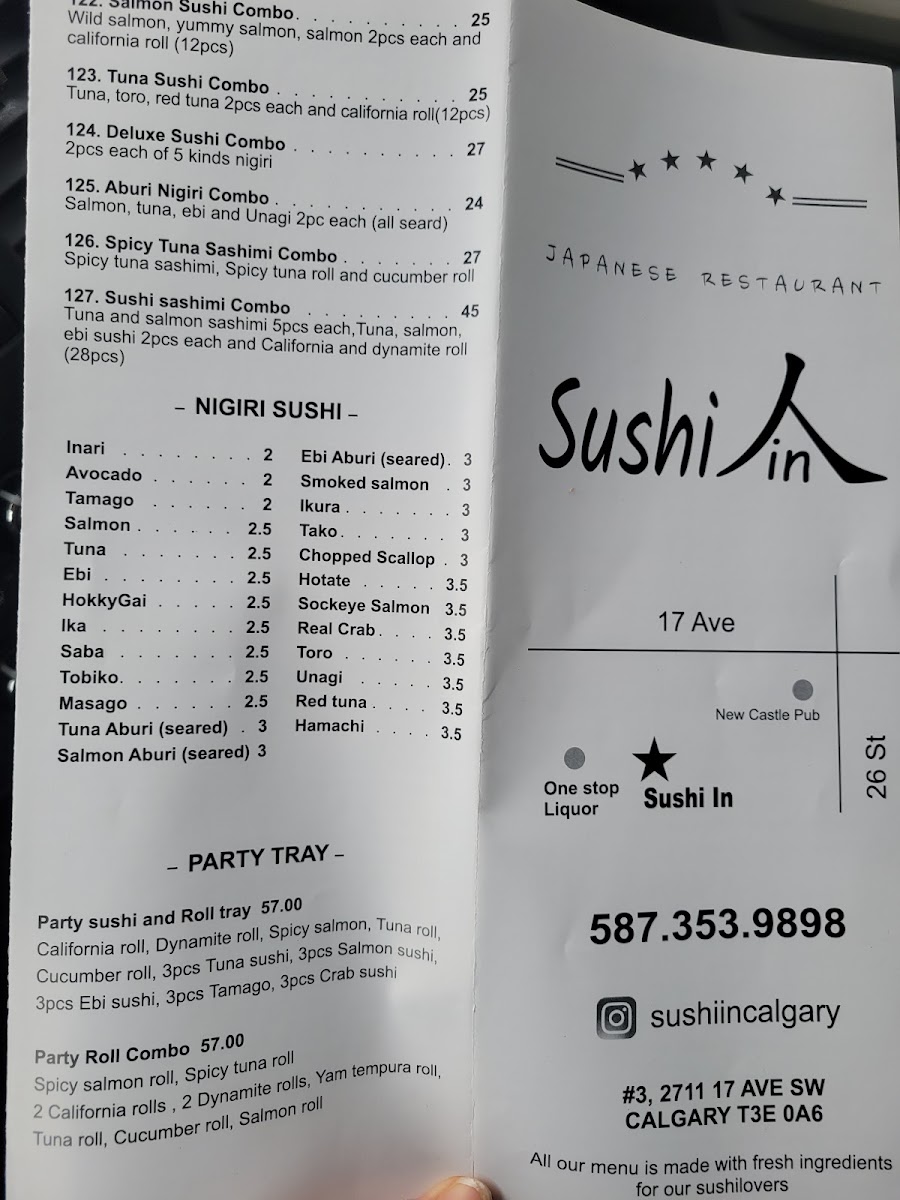 122. Salmon Sushi Combo. . . . . . . . . . 25
Wild salmon, yummy salmon, salmon 2pcs each and
california roll (12pcs)
123. Tuna Sushi Combo . . . . . . . . . . . 25
Tuna, toro, red tuna 2pcs each and california roll(12pcs)
124. Deluxe Sushi Combo . . . . . . . . . . 27
2pcs each of 5 kinds nigiri
125. Aburi Nigiri Combo . . . . . . . . . . . 24
Salmon, tuna, ebi and Unagi 2pc each (all seard)
126. Spicy Tuna Sashimi Combo . . . . . . . 27
Spicy tuna sashimi, Spicy tuna roll and cucumber roll
127. Sushi sashimi Combo . . . . . . . . . 45
Tuna and salmon sashimi 5pcs each,Tuna, salmon,
ebi sushi 2pcs each and California and dynamite roll
(28pcs)
– NIGIRI SUSHI –
Inari . . . . . . . . 2
Avocado . . . . . . 2
Tamago . . . . . . 2
Salmon . . . . . . 2.5
Tuna . . . . . . . 2.5
Ebi . . . . . . . . 2.5
HokkyGai . . . . . 2.5
Ika . . . . . . . . 2.5
Saba . . . . . . . 2.5
Tobiko. . . . . . . 2.5
Masago . . . . . . 2.5
Tuna Aburi (seared) . 3
Salmon Aburi (seared) 3
Ebi Aburi (seared). 3
Smoked salmon . 3
Ikura . . . . . . . 3
Tako. . . . . . . 3
Chopped Scallop . 3
Hotate . . . . . 3.5
Sockeye Salmon 3.5
Real Crab. . . . 3.5
Toro . . . . . . 3.5
Unagi . . . . . 3.5
Red tuna . . . . 3.5
Hamachi . . . . 3.5
– PARTY TRAY –
Party sushi and Roll tray 57.00
California roll, Dynamite roll, Spicy salmon, Tuna roll,
Cucumber roll, 3pcs Tuna sushi, 3pcs Salmon sushi,
3pcs Ebi sushi, 3pcs Tamago, 3pcs Crab sushi
Party Roll Combo 57.00
Spicy salmon roll, Spicy tuna roll
2 California rolls , 2 Dynamite rolls, Yam tempura roll,
Tuna roll, Cucumber roll, Salmon roll
JAPANESE RESTAURANT
Sushi in
17 Ave
New Castle Pub
26 St
One stop
Liquor
Sushi In
587.353.9898
sushiincalgary
#3, 2711 17 AVE SW
CALGARY T3E 0A6
All our menu is made with fresh ingredients
for our sushilovers